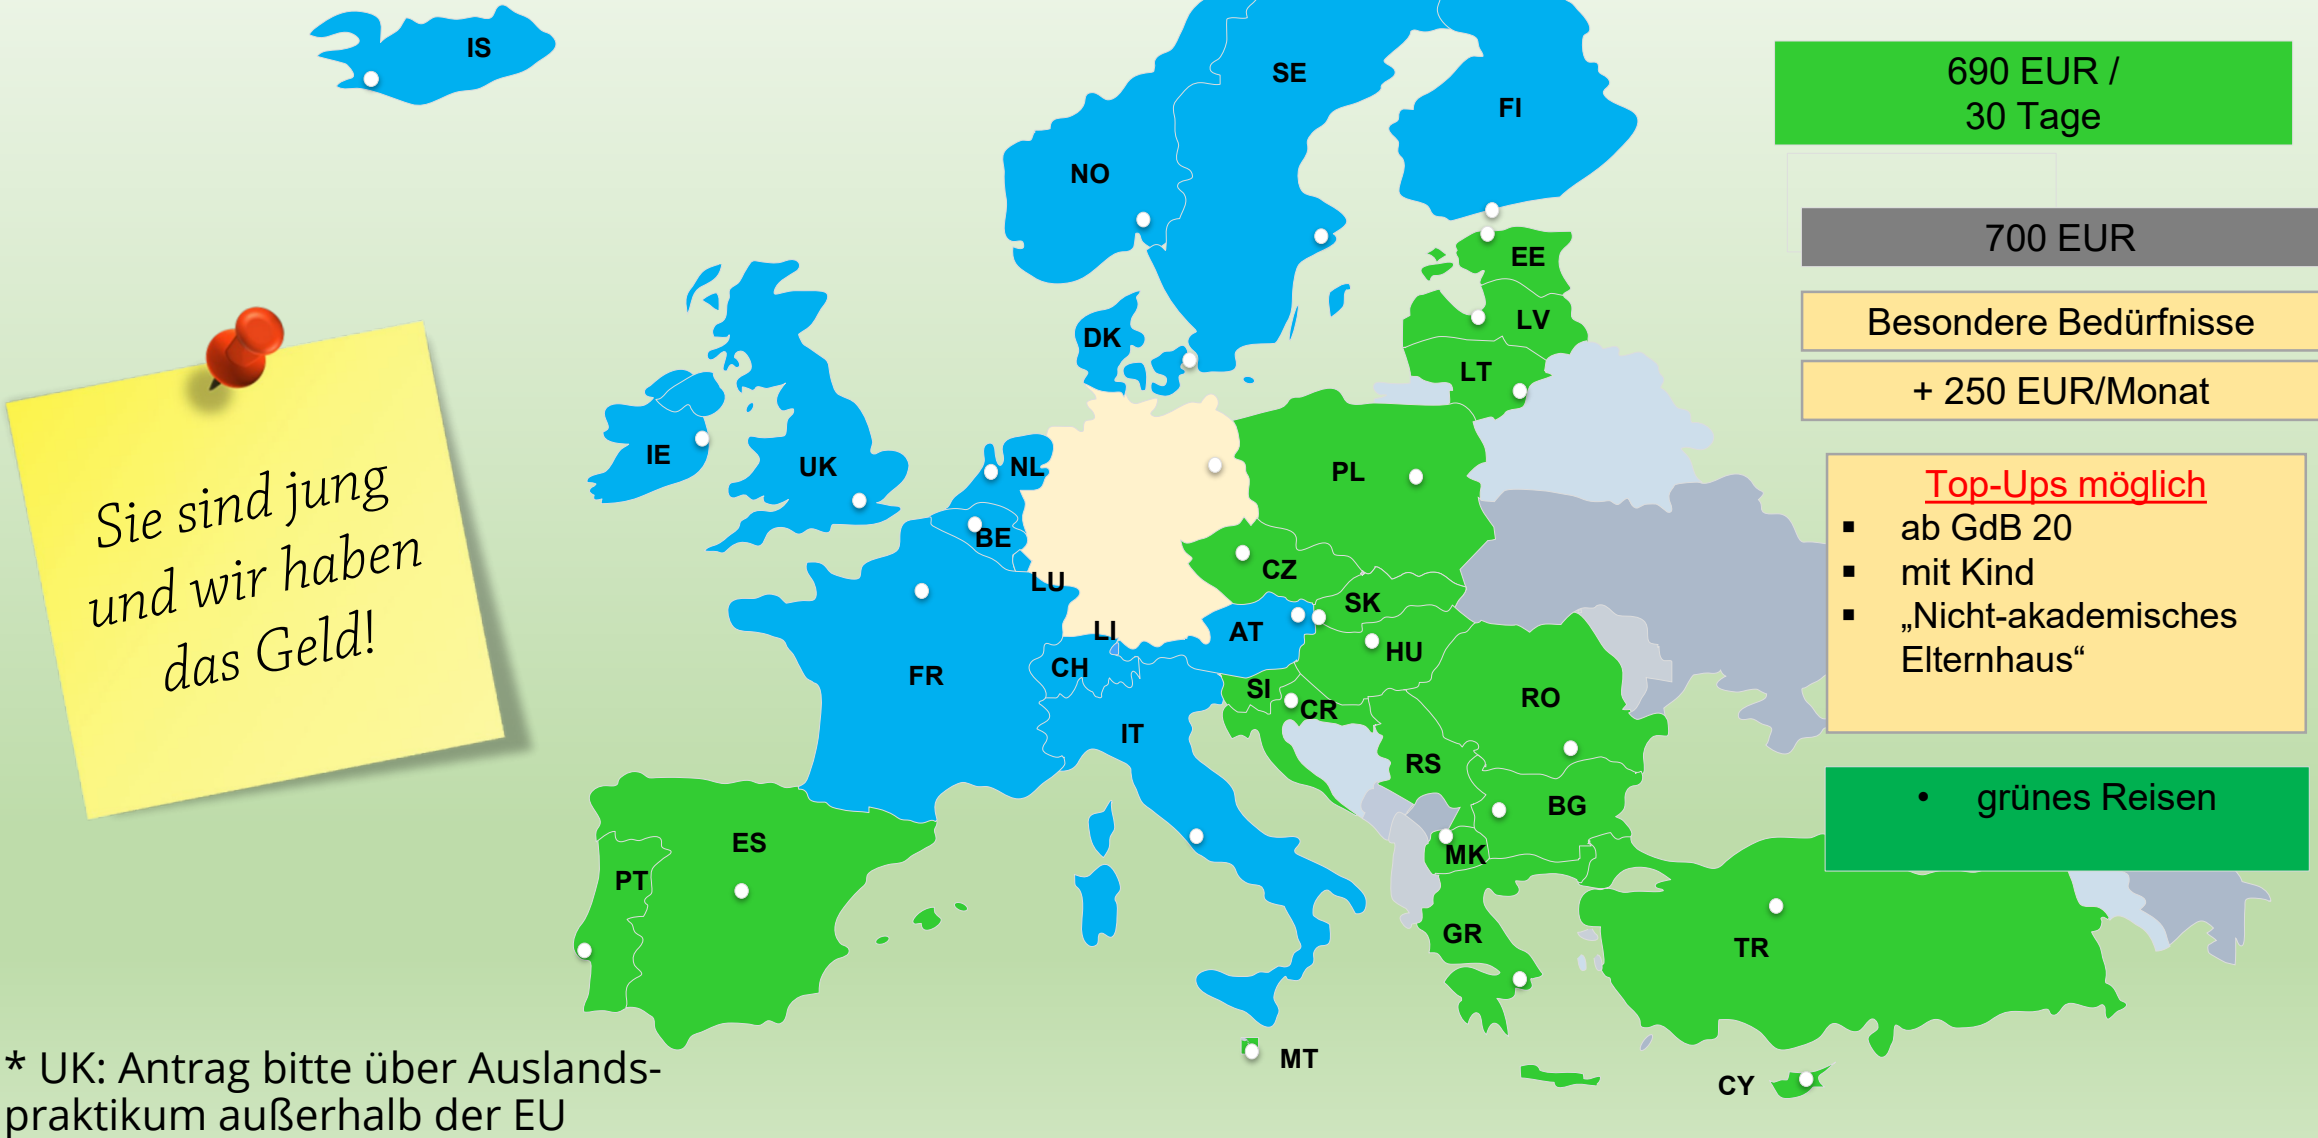 IS
SE
FI
NO
EE
LV
DK
LT
IE
UK
NL
PL
BE
CZ
LU
SK
LI
AT
HU
CH
FR
SI
CR
RO
IT
RS
BG
ES
MK
PT
GR
TR
MT
CY
Sie sind jung
und wir haben
das Geld!
690 EUR /
30 Tage
700 EUR
Besondere Bedürfnisse
+ 250 EUR/Monat
Top-Ups möglich
▪ ab GdB 20
▪ mit Kind
▪ „Nicht-akademisches
Elternhaus“
• grünes Reisen
* UK: Antrag bitte über Auslands-
praktikum außerhalb der EU